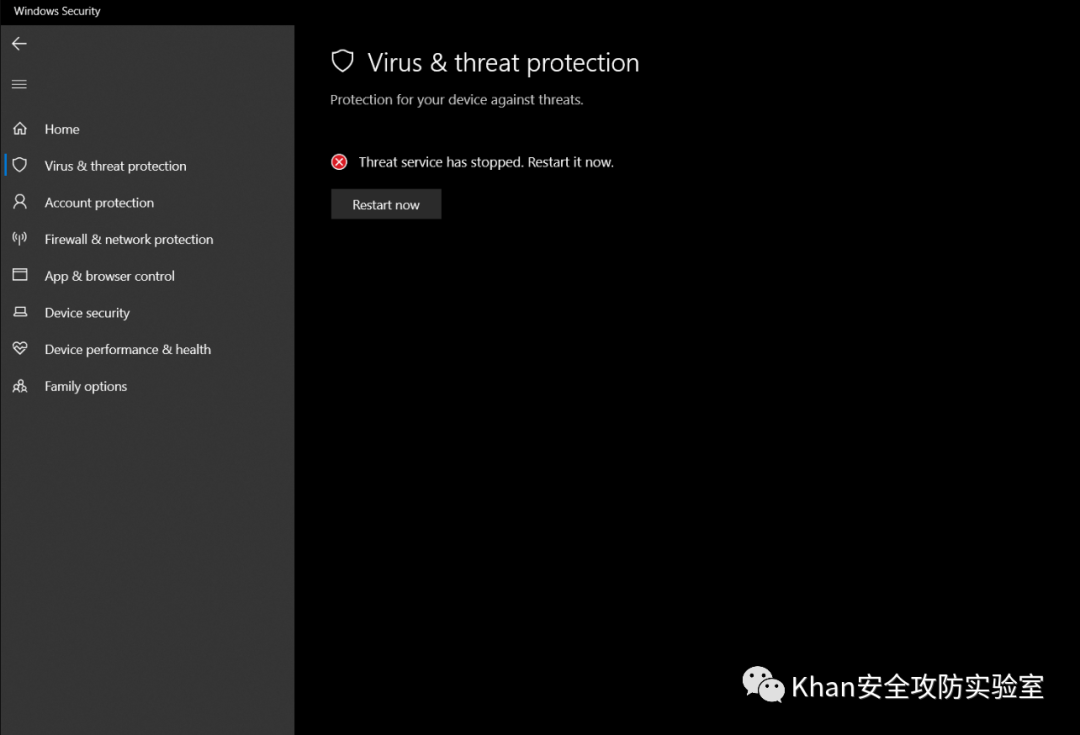 Windows Security
Home
Virus & threat protection
Account protection
Firewall & network protection
App & browser control
Device security
Device performance & health
Family options
Virus & threat protection
Protection for your device against threats.
Threat service has stopped. Restart it now.
Restart now
Khan安全攻防实验室